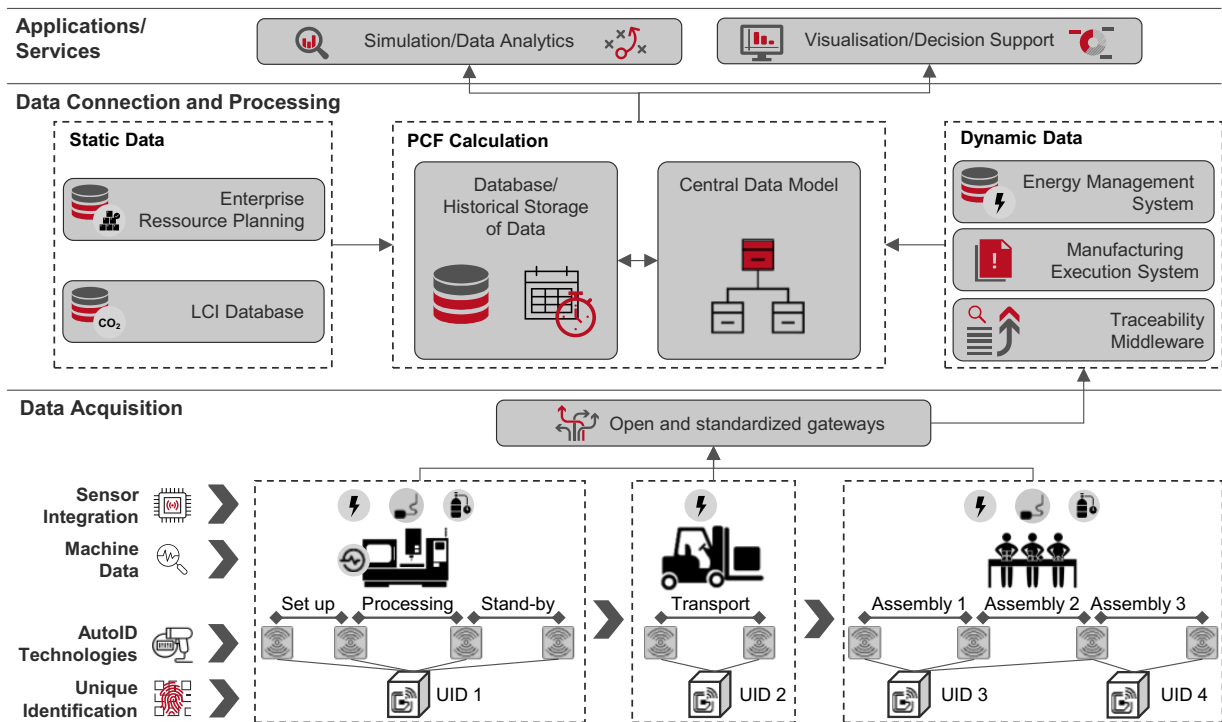 Applications/
Services
Simulation/Data Analytics
Visualisation/Decision Support
Data Connection and Processing
Static Data
Enterprise
Ressource Planning
LCI Database
CO₂
PCF Calculation
Database/
Historical Storage
of Data
Central Data Model
Dynamic Data
Energy Management
System
Manufacturing
Execution System
Traceability
Middleware
Data Acquisition
Open and standardized gateways
Sensor
Integration
Machine
Data
AutoID
Technologies
Unique
Identification
Set up
Processing
Stand-by
UID 1
Transport
UID 2
Assembly 1
Assembly 2
Assembly 3
UID 3
UID 4